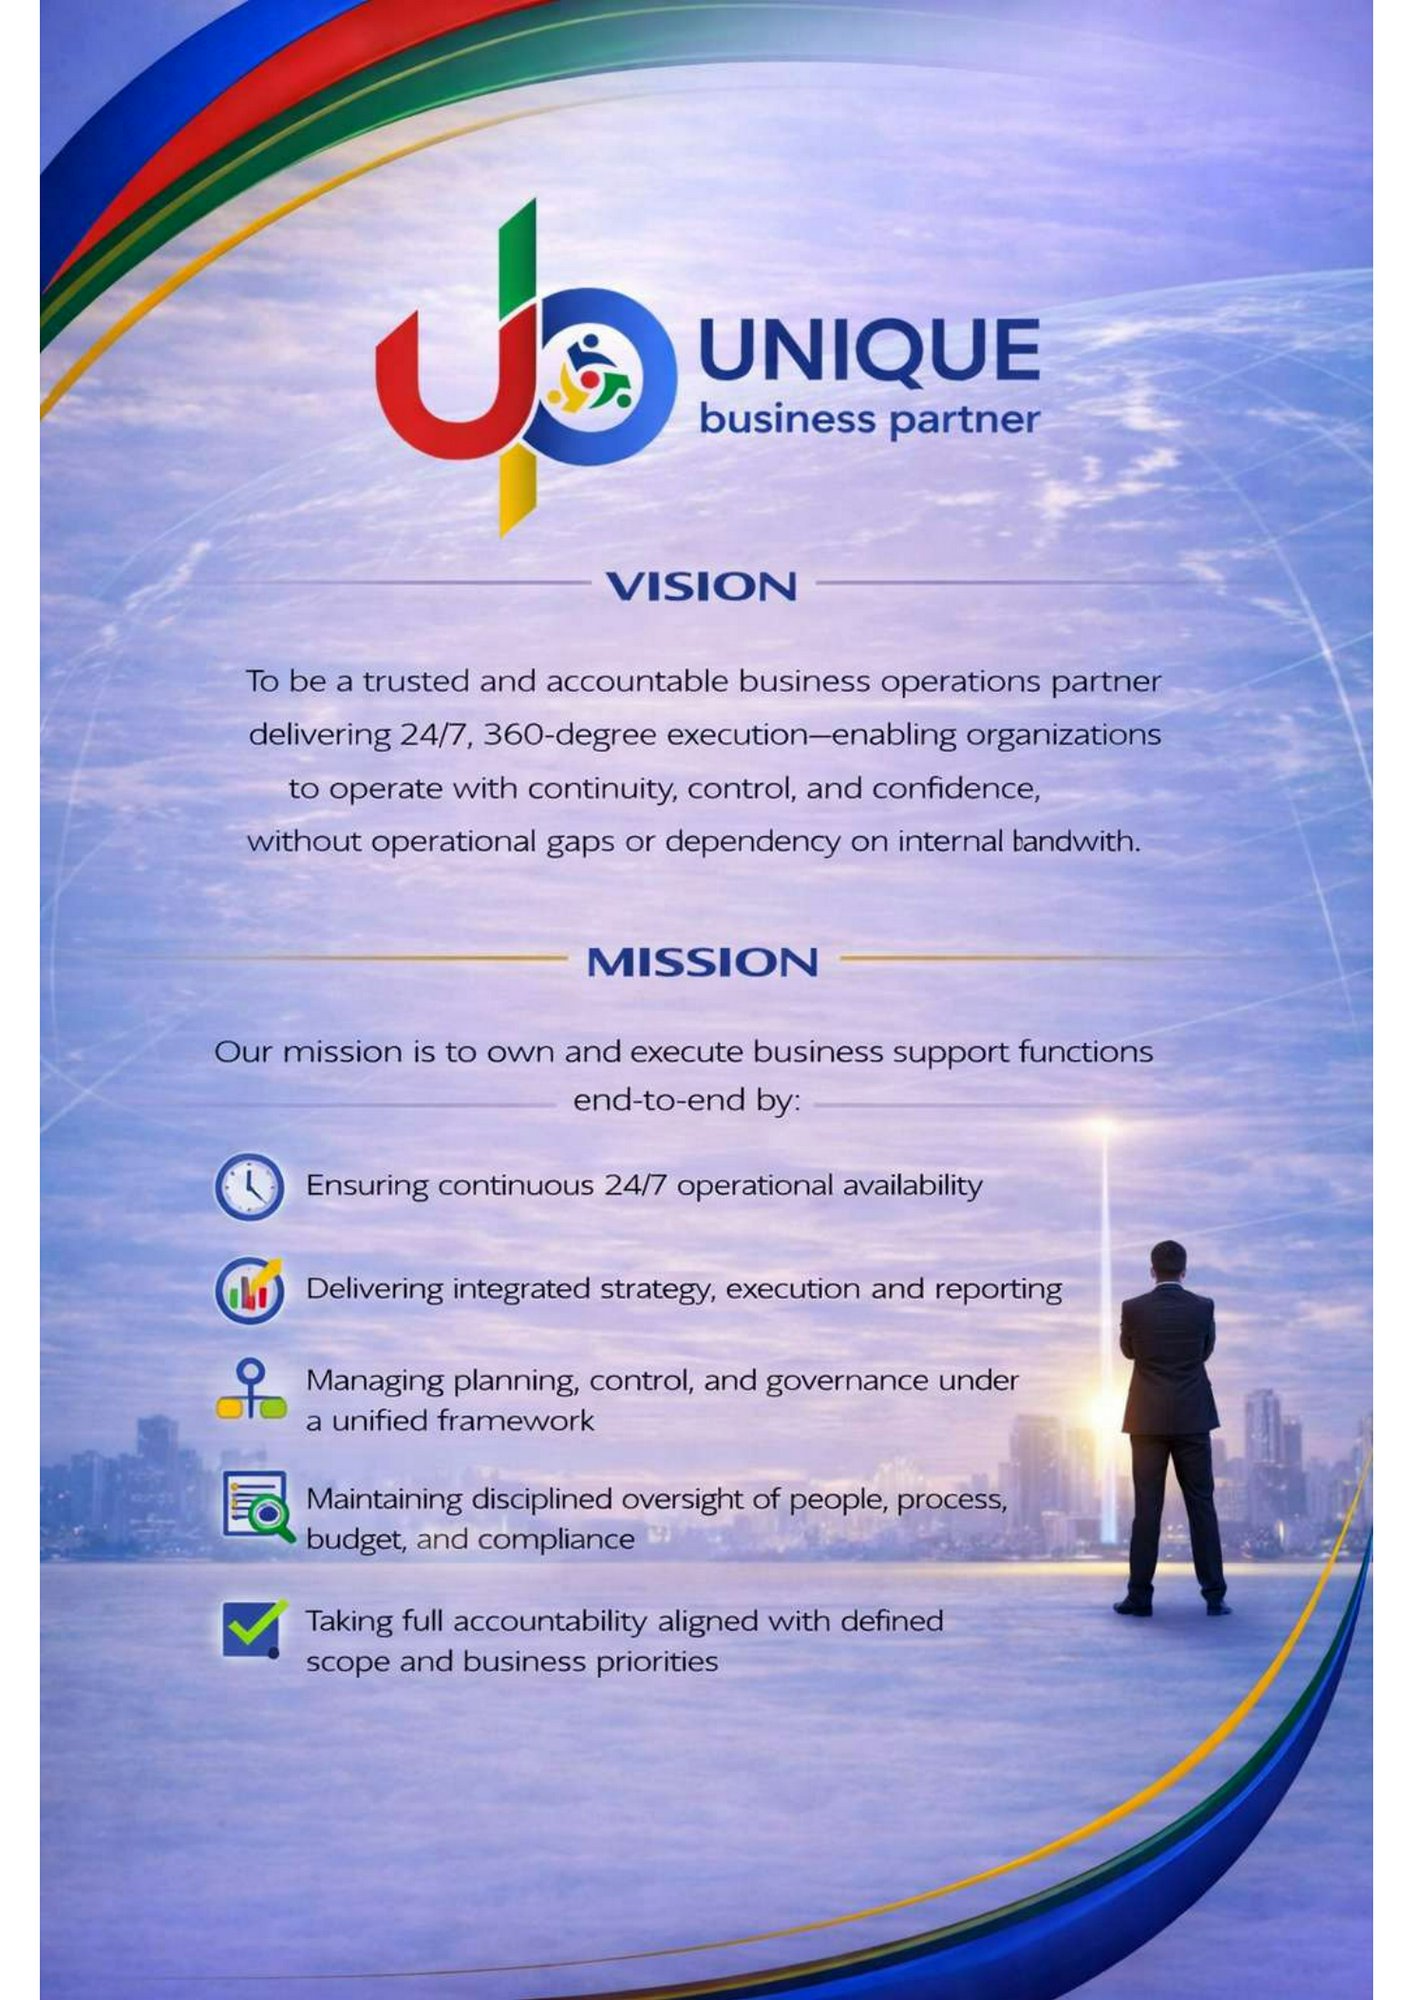 UNIQUE
business partner
VISION
To be a trusted and accountable business operations partner
delivering 24/7, 360-degree execution—enabling organizations
to operate with continuity, control, and confidence,
without operational gaps or dependency on internal bandwith.
MISSION
Our mission is to own and execute business support functions
end-to-end by:
Ensuring continuous 24/7 operational availability
Delivering integrated strategy, execution and reporting
Managing planning, control, and governance under
a unified framework
Maintaining disciplined oversight of people, process,
budget, and compliance
Taking full accountability aligned with defined
scope and business priorities